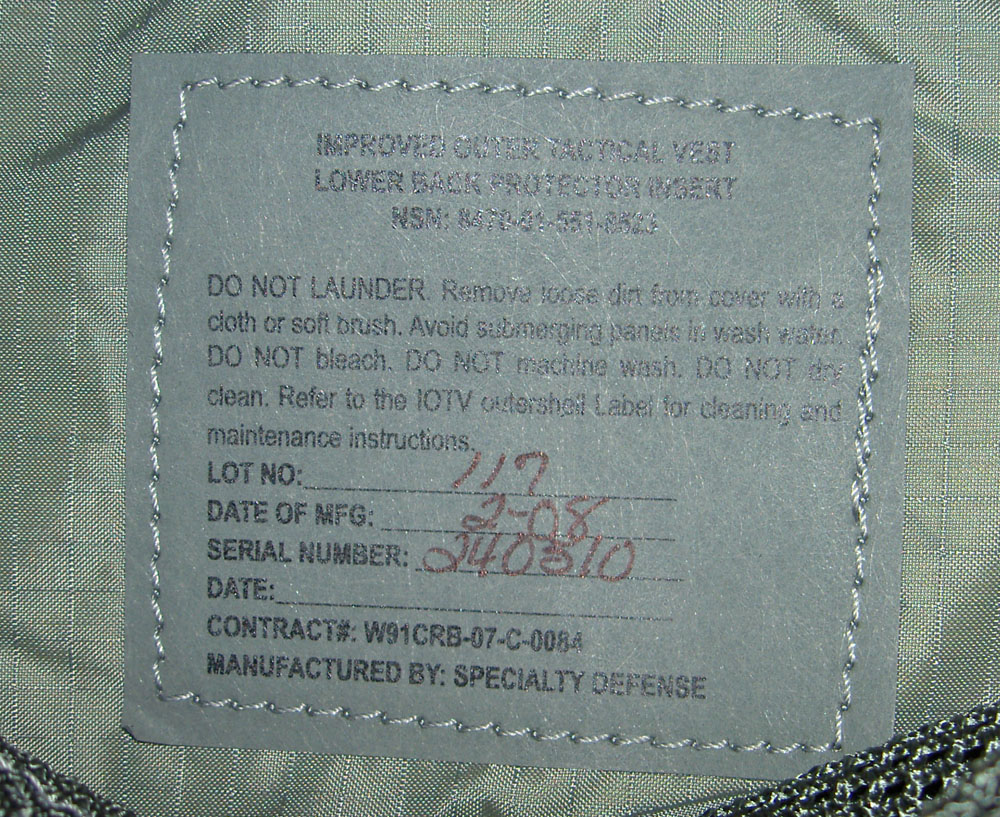 IMPROVED OUTER TACTICAL VEST
LOWER BACK PROTECTOR INSERT
NSN: 8470-01-551-8523
DO NOT LAUNDER. Remove loose dirt from cover with a
cloth or soft brush. Avoid submerging panels in wash water.
DO NOT bleach. DO NOT machine wash. DO NOT dry
clean. Refer to the IOTV outershell Label for cleaning and
maintenance instructions.
LOT NO: 117
DATE OF MFG: 2-08
SERIAL NUMBER: 240310
DATE:
CONTRACT#: W91CRB-07-C-0084
MANUFACTURED BY: SPECIALTY DEFENSE